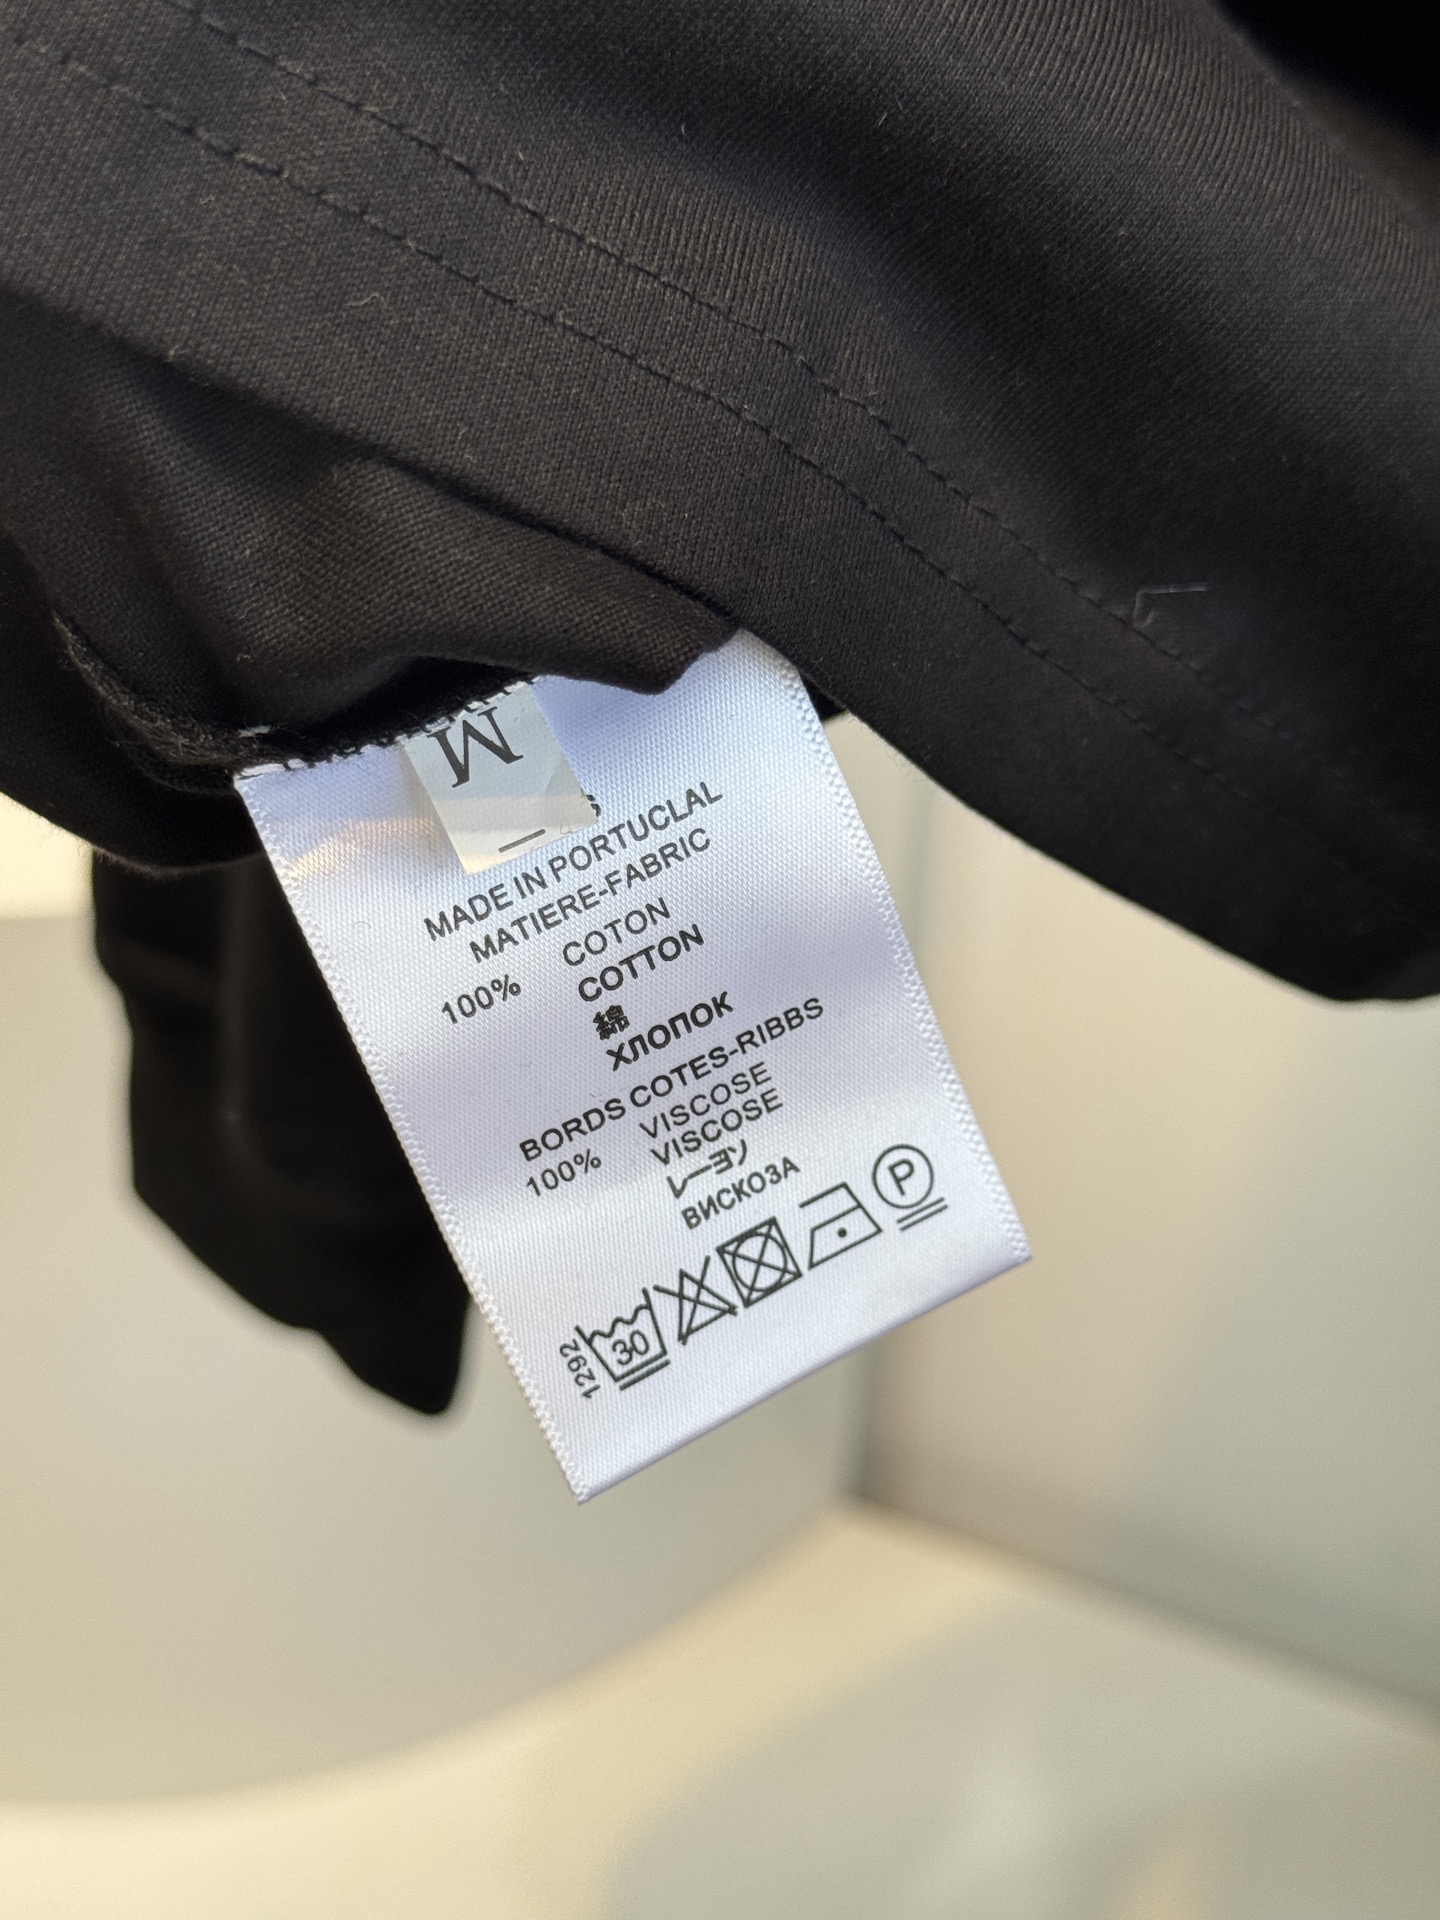 M
MADE IN PORTUCLAL
MATIERE-FABRIC
100% COTON
COTTON
綿
ХЛОПОК
BORDS COTES-RIBBS
100% VISCOSE
VISCOSE
レーヨン
ВИСКОЗА
1292 30 P